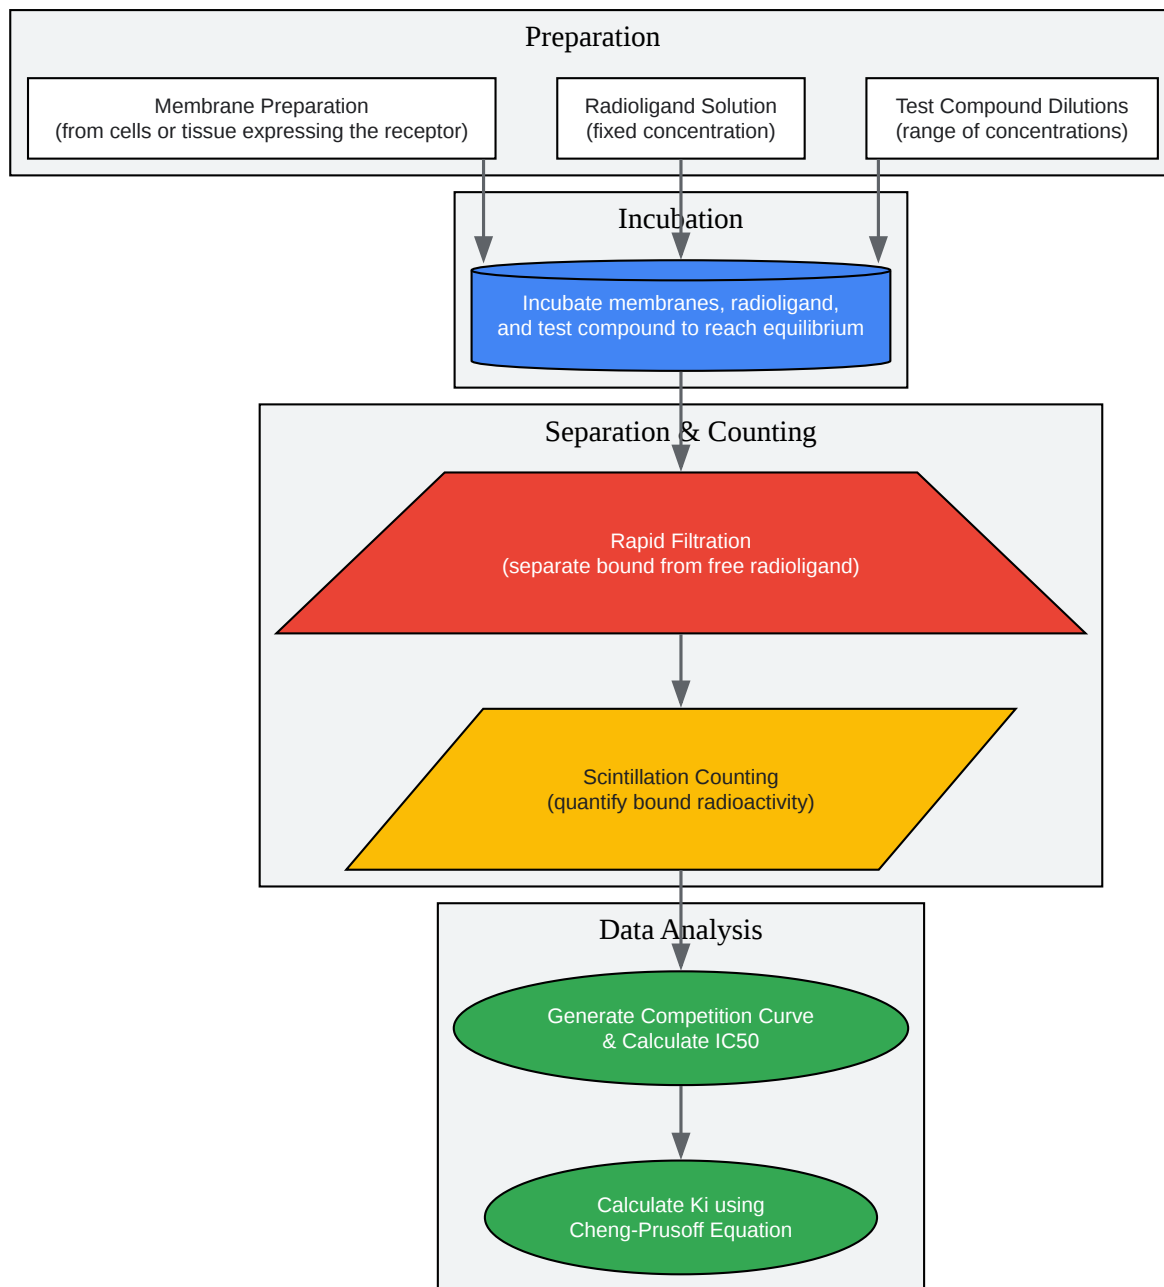 Preparation
Membrane Preparation
(from cells or tissue expressing the receptor)
Radioligand Solution
(fixed concentration)
Test Compound Dilutions
(range of concentrations)
Incubation
Incubate membranes, radioligand,
and test compound to reach equilibrium
Separation & Counting
Rapid Filtration
(separate bound from free radioligand)
Scintillation Counting
(quantify bound radioactivity)
Data Analysis
Generate Competition Curve
& Calculate IC50
Calculate Ki using
Cheng-Prusoff Equation